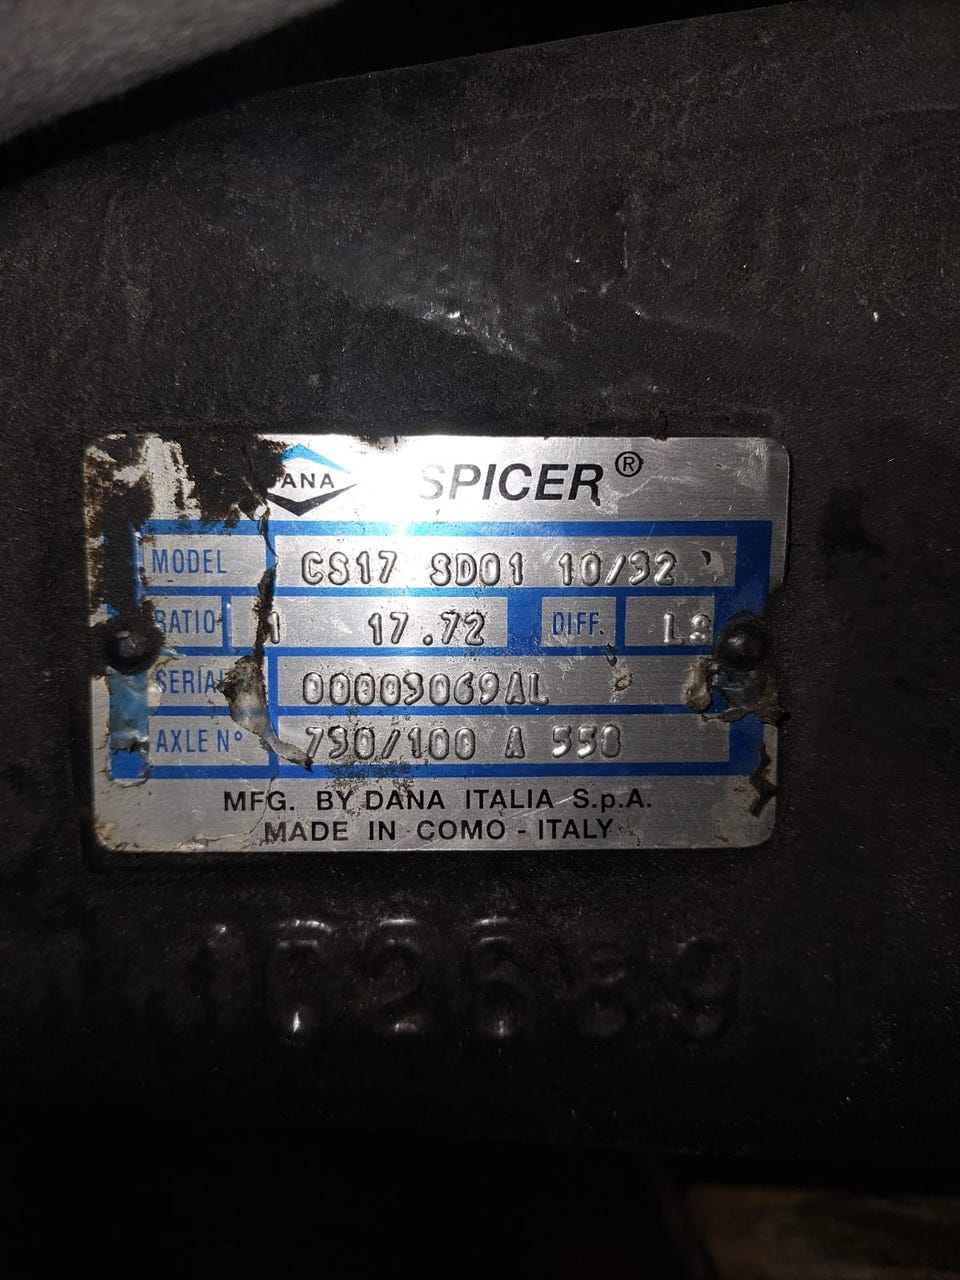 DANA SPICER®
MODEL CS17 SD01 10/32
RATIO 1 17.72 DIFF. LS
SERIAL 00003069AL
AXLE N° 730/100 A 558
MFG. BY DANA ITALIA S.p.A.
MADE IN COMO - ITALY